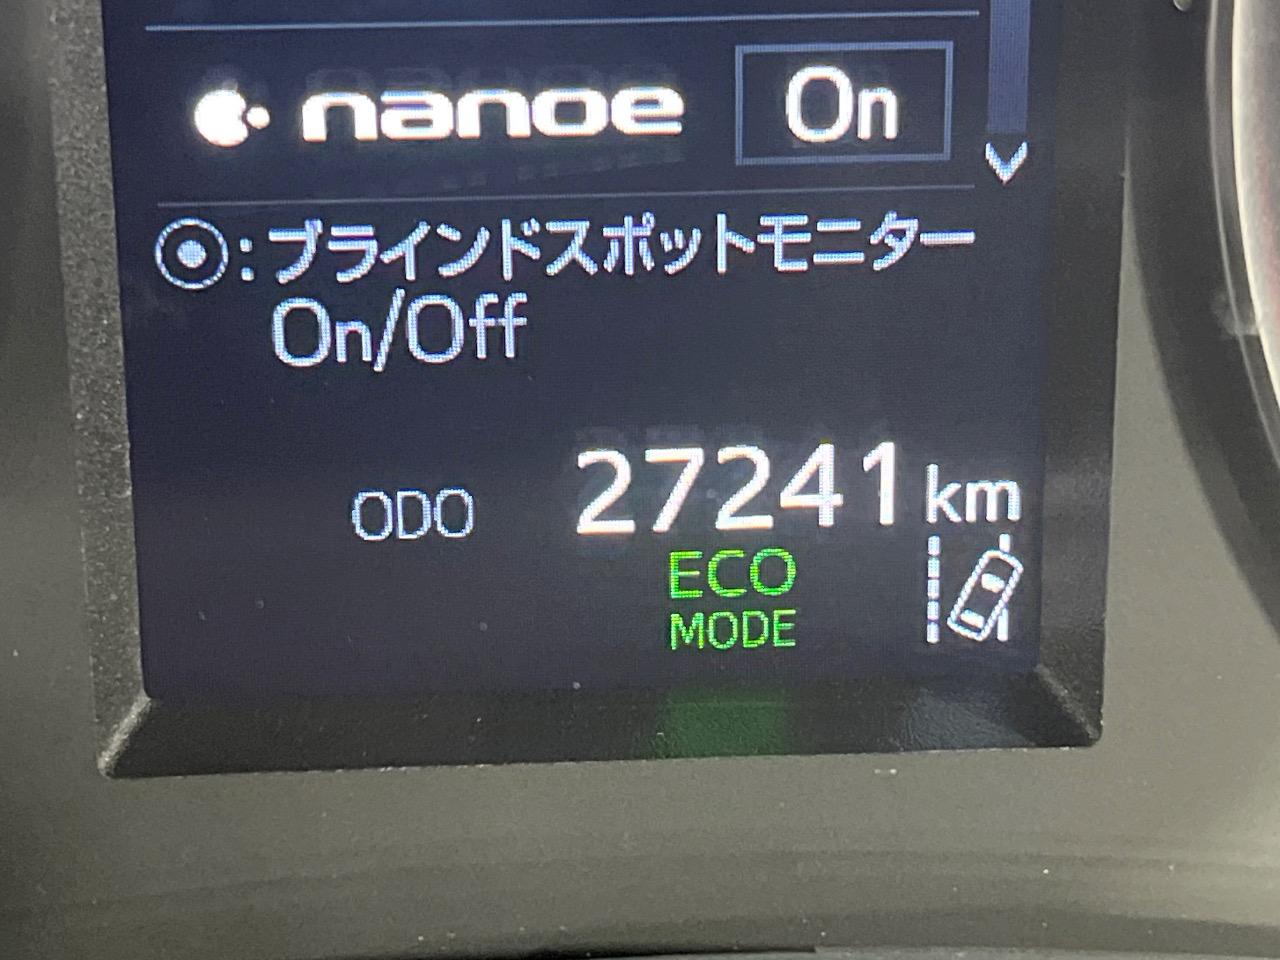 nanoe On
◎:ブラインドスポットモニター
On/Off
ODO 27241 km
ECO
MODE